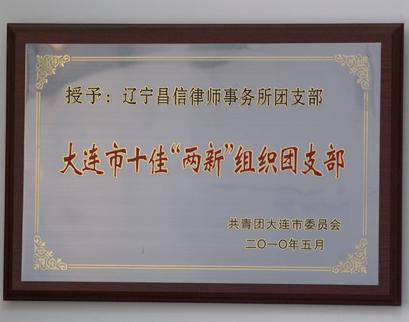 授予：辽宁昌信律师事务所团支部
大连市十佳“两新”组织团支部
共青团大连市委员会
二〇一〇年五月